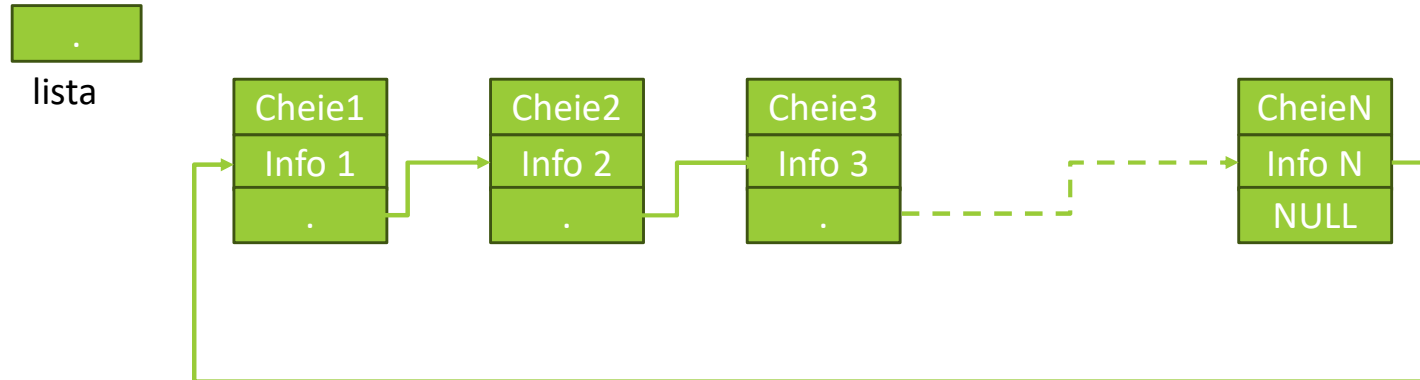 .
lista
Cheie1
Info 1
.
Cheie2
Info 2
.
Cheie3
Info 3
.
CheieN
Info N
NULL